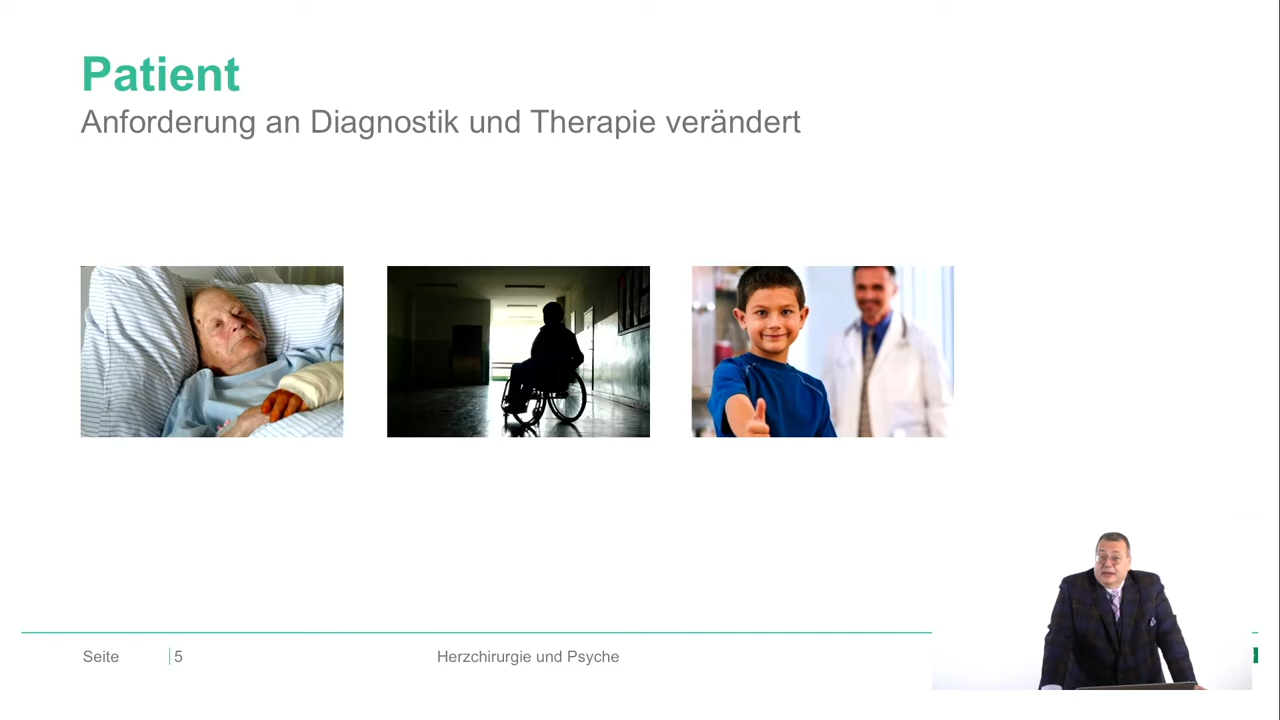 Patient
Anforderung an Diagnostik und Therapie verändert
Seite 5
Herzchirurgie und Psyche